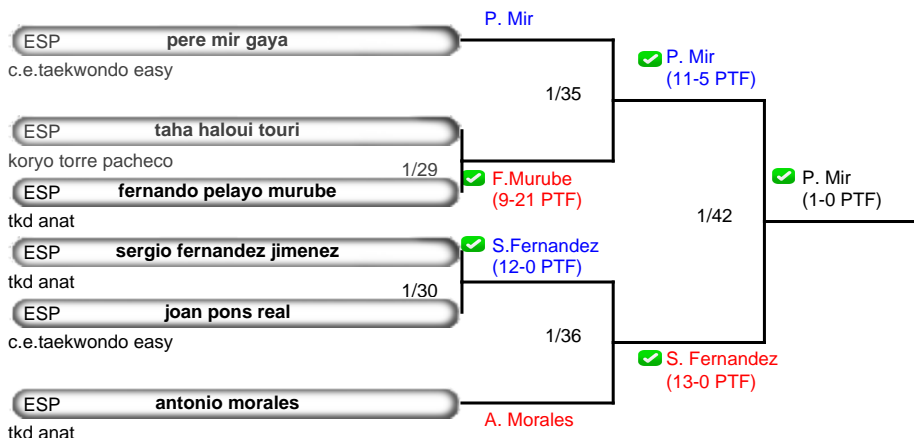 P. Mir
ESP pere mir gaya
c.e.taekwondo easy
P. Mir
(11-5 PTF)
1/35
ESP taha haloui touri
koryo torre pacheco
1/29
F.Murube
(9-21 PTF)
P. Mir
(1-0 PTF)
ESP fernando pelayo murube
tkd anat
1/42
ESP sergio fernandez jimenez
S.Fernandez
(12-0 PTF)
tkd anat
1/30
ESP joan pons real
c.e.taekwondo easy
1/36
S. Fernandez
(13-0 PTF)
ESP antonio morales
A. Morales
tkd anat